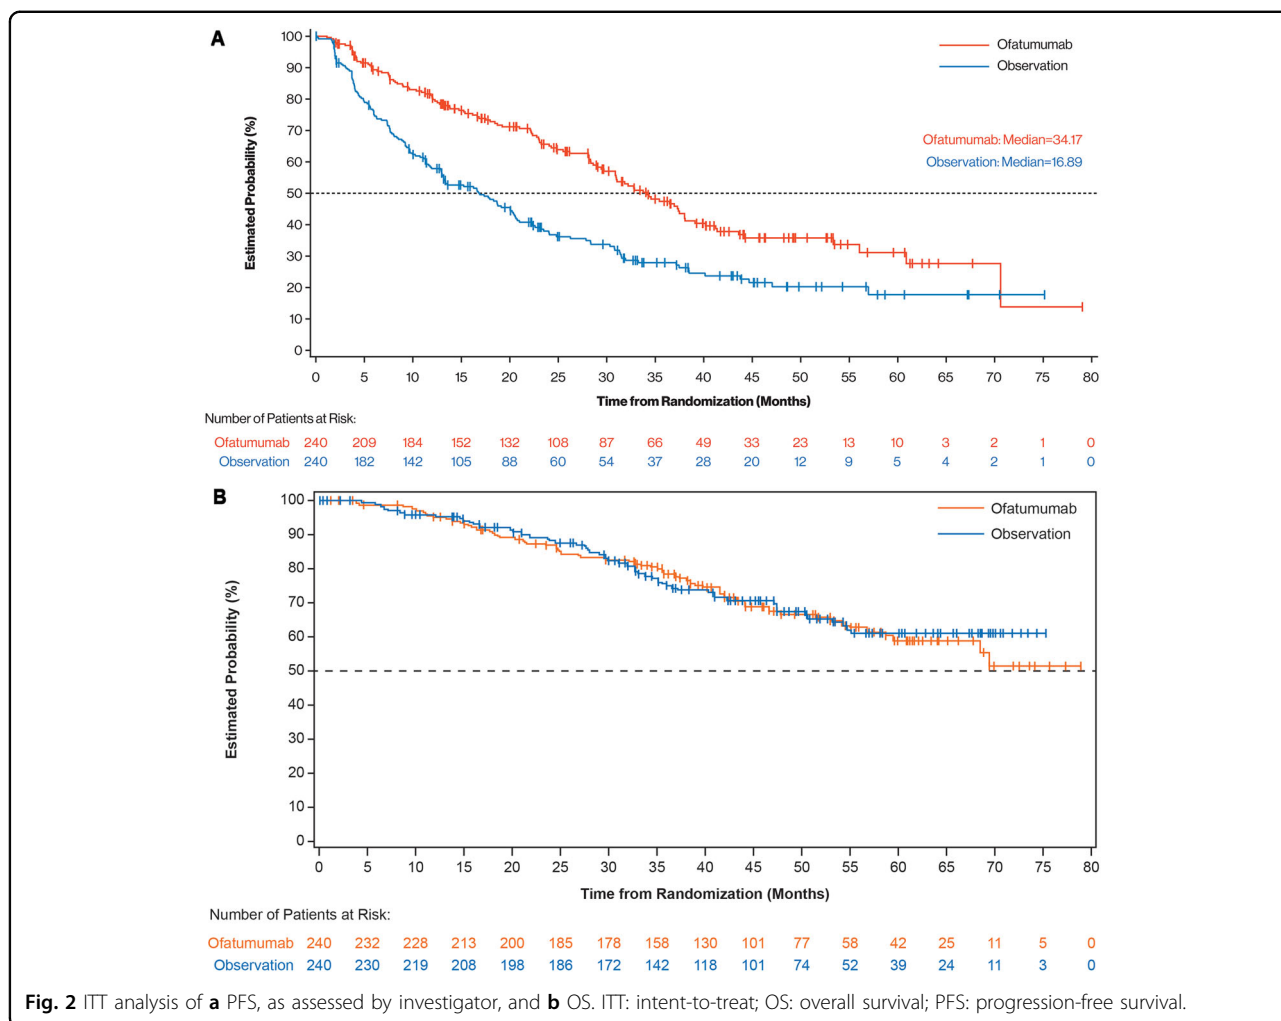 A
Ofatumumab
Observation
Ofatumumab: Median=34.17
Observation: Median=16.89
Estimated Probability (%)
100
90
80
70
60
50
40
30
20
10
0
0 5 10 15 20 25 30 35 40 45 50 55 60 65 70 75 80
Time from Randomization (Months)
Number of Patients at Risk:
Ofatumumab 240 209 184 152 132 108 87 66 49 33 23 13 10 3 2 1 0
Observation 240 182 142 105 88 60 54 37 28 20 12 9 5 4 2 1 0
B
Ofatumumab
Observation
Estimated Probability (%)
100
90
80
70
60
50
40
30
20
10
0
0 5 10 15 20 25 30 35 40 45 50 55 60 65 70 75 80
Time from Randomization (Months)
Number of Patients at Risk:
Ofatumumab 240 232 228 213 200 185 178 158 130 101 77 58 42 25 11 5 0
Observation 240 230 219 208 198 186 172 142 118 101 74 52 39 24 11 3 0
Fig. 2 ITT analysis of a PFS, as assessed by investigator, and b OS. ITT: intent-to-treat; OS: overall survival; PFS: progression-free survival.